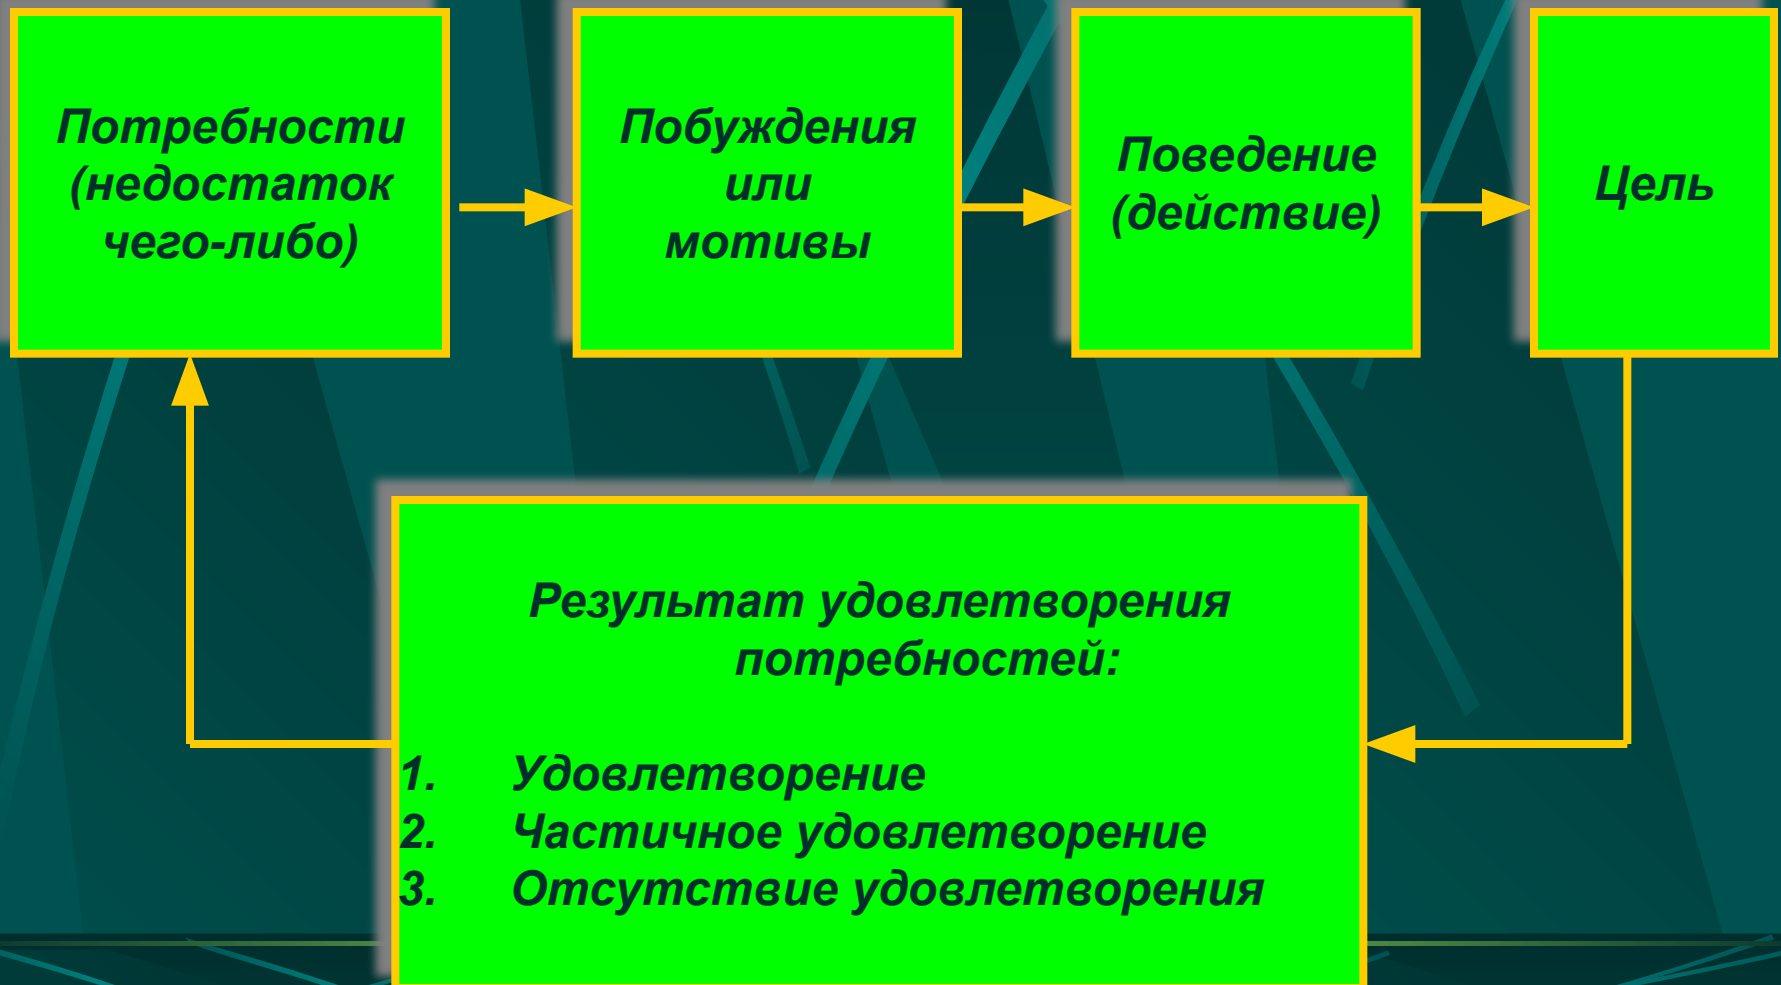 Потребности
(недостаток
чего-либо)
Побуждения
или
мотивы
Поведение
(действие)
Цель
Результат удовлетворения
потребностей:
1. Удовлетворение
2. Частичное удовлетворение
3. Отсутствие удовлетворения